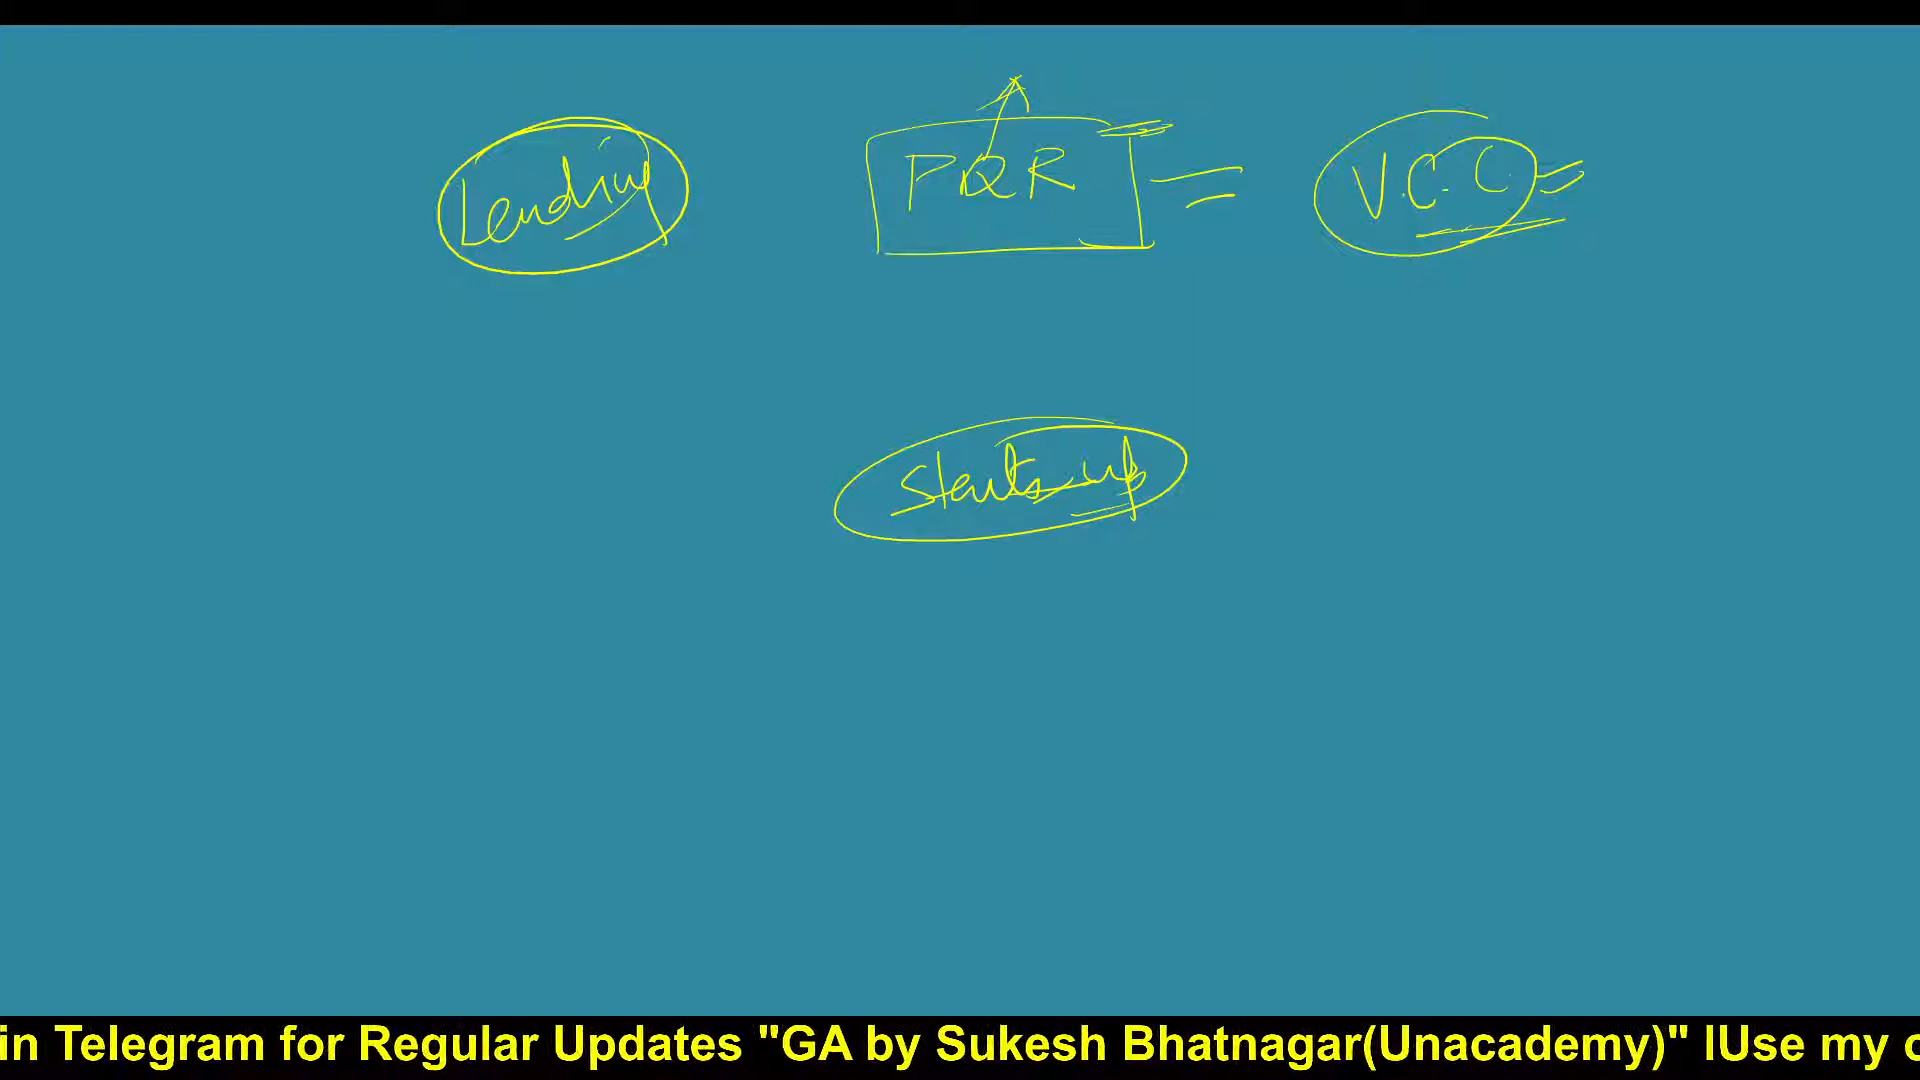 Lending PQR V.C.C.
Starts-up
in Telegram for Regular Updates "GA by Sukesh Bhatnagar(Unacademy)" lUse my c